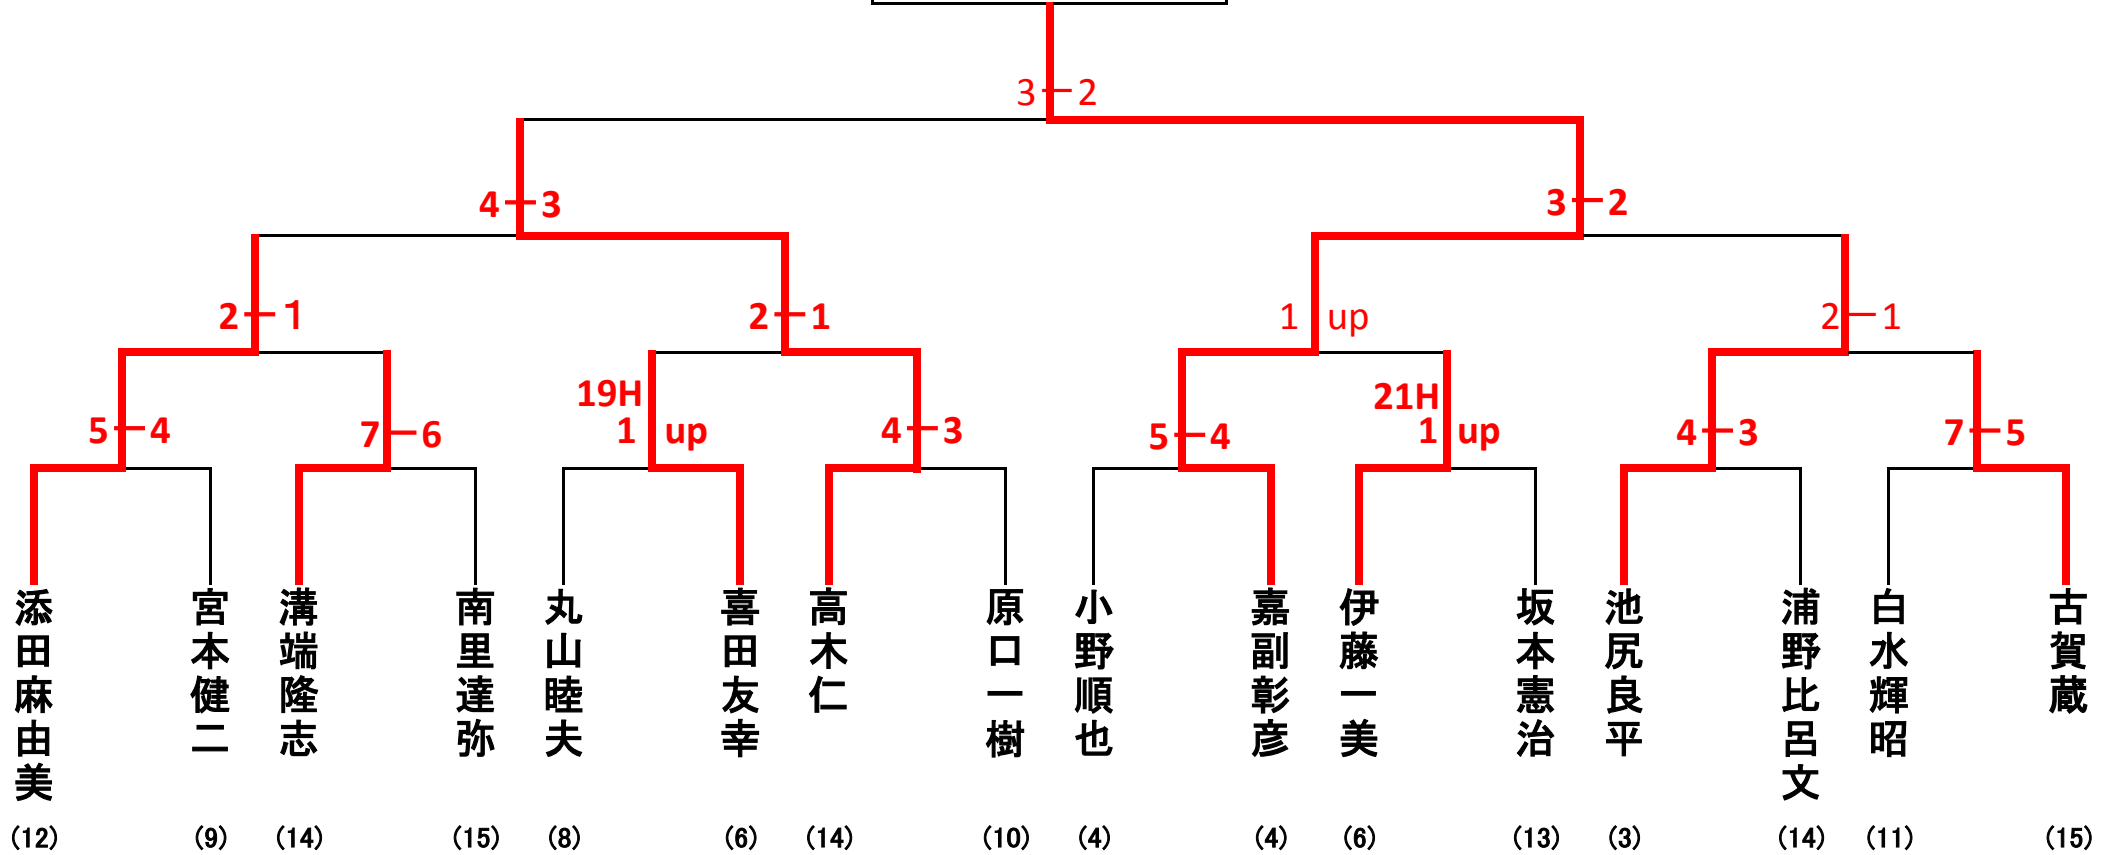 3 2
4 3
3 2
2 1
2 1
1 up
2 1
19H
21H
5 4
7 6
1 up
4 3
5 4
1 up
4 3
7 5
添田麻由美
宮本健二
溝端隆志
南里達弥
丸山睦夫
喜田友幸
高木仁
原口一樹
小野順也
嘉副彰彦
伊藤一美
坂本憲治
池尻良平
浦野比呂文
白水輝昭
古賀蔵
(12)
(9)
(14)
(15)
(8)
(6)
(14)
(10)
(4)
(4)
(6)
(13)
(3)
(14)
(11)
(15)